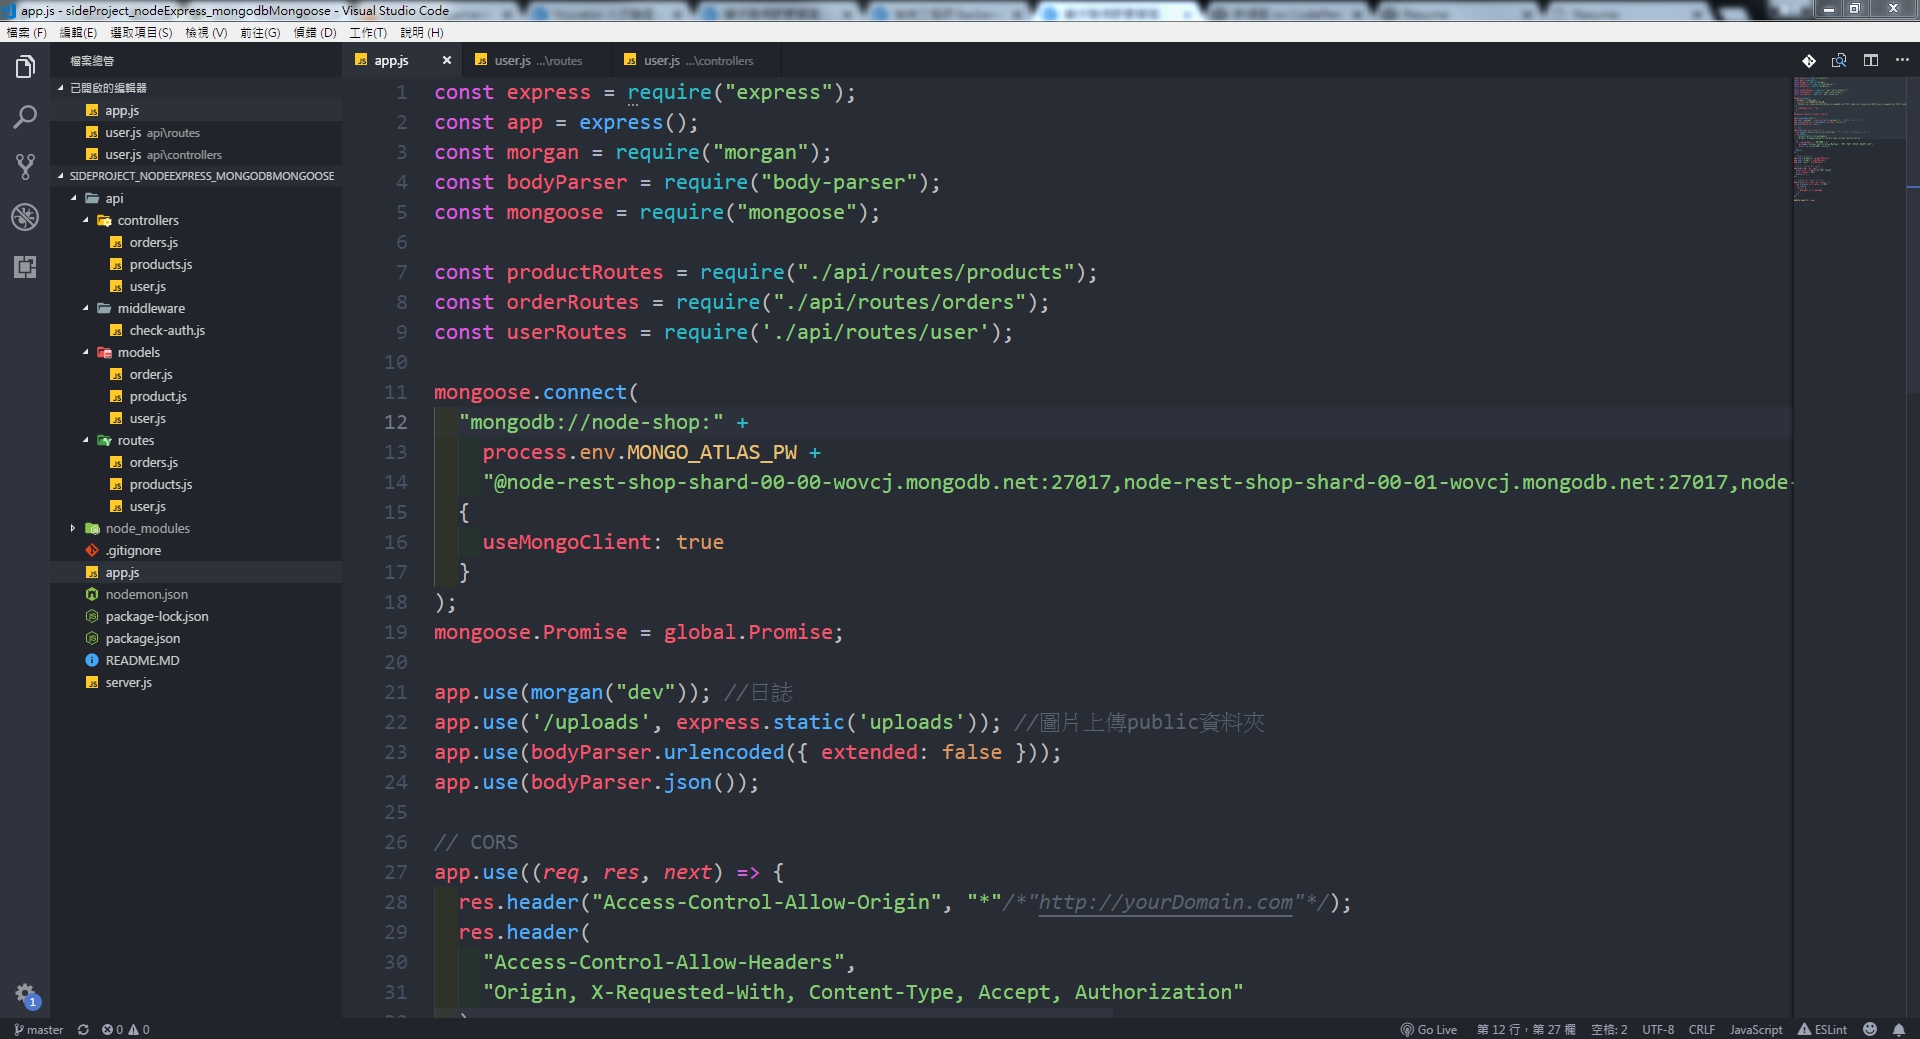 app.js - sideProject_nodeExpress_mongodbMongoose - Visual Studio Code
檔案 (F) 編輯(E) 選取項目(S) 檢視 (V) 前往(G) 偵錯 (D) 工作(T) 說明 (H)
檔案總管
已開啟的編輯器
app.js
user.js api\routes
user.js api\controllers
SIDEPROJECT_NODEEXPRESS_MONGODBMONGOOSE
api
controllers
orders.js
products.js
user.js
middleware
check-auth.js
models
order.js
product.js
user.js
routes
orders.js
products.js
user.js
node_modules
.gitignore
app.js
nodemon.json
package-lock.json
package.json
README.MD
server.js
1
app.js user.js ...\routes user.js ...\controllers
1 const express = require("express");
2 const app = express();
3 const morgan = require("morgan");
4 const bodyParser = require("body-parser");
5 const mongoose = require("mongoose");
6
7 const productRoutes = require("./api/routes/products");
8 const orderRoutes = require("./api/routes/orders");
9 const userRoutes = require('./api/routes/user');
10
11 mongoose.connect(
12 "mongodb://node-shop:" +
13 process.env.MONGO_ATLAS_PW +
14 "@node-rest-shop-shard-00-00-wovcj.mongodb.net:27017,node-rest-shop-shard-00-01-wovcj.mongodb.net:27017,node-
15 {
16 useMongoClient: true
17 }
18 );
19 mongoose.Promise = global.Promise;
20
21 app.use(morgan("dev")); //日誌
22 app.use('/uploads', express.static('uploads')); //圖片上傳public資料夾
23 app.use(bodyParser.urlencoded({ extended: false }));
24 app.use(bodyParser.json());
25
26 // CORS
27 app.use((req, res, next) => {
28 res.header("Access-Control-Allow-Origin", "*"/*"http://yourDomain.com"*/);
29 res.header(
30 "Access-Control-Allow-Headers",
31 "Origin, X-Requested-With, Content-Type, Accept, Authorization"
master 0 0 Go Live 第 12 行，第 27 欄 空格: 2 UTF-8 CRLF JavaScript ESLint